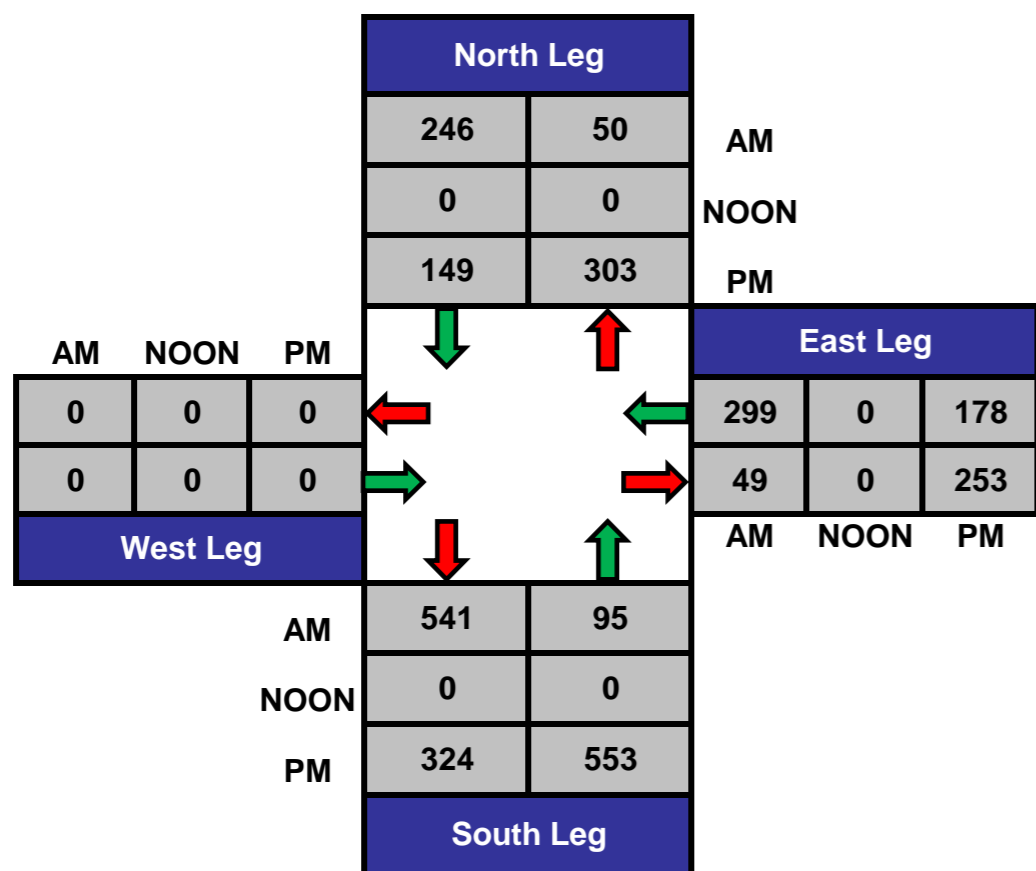 North Leg
246 50 AM
0 0 NOON
149 303 PM
AM NOON PM East Leg
0 0 0 299 0 178
0 0 0 49 0 253
West Leg AM NOON PM
AM 541 95
NOON 0 0
PM 324 553
South Leg